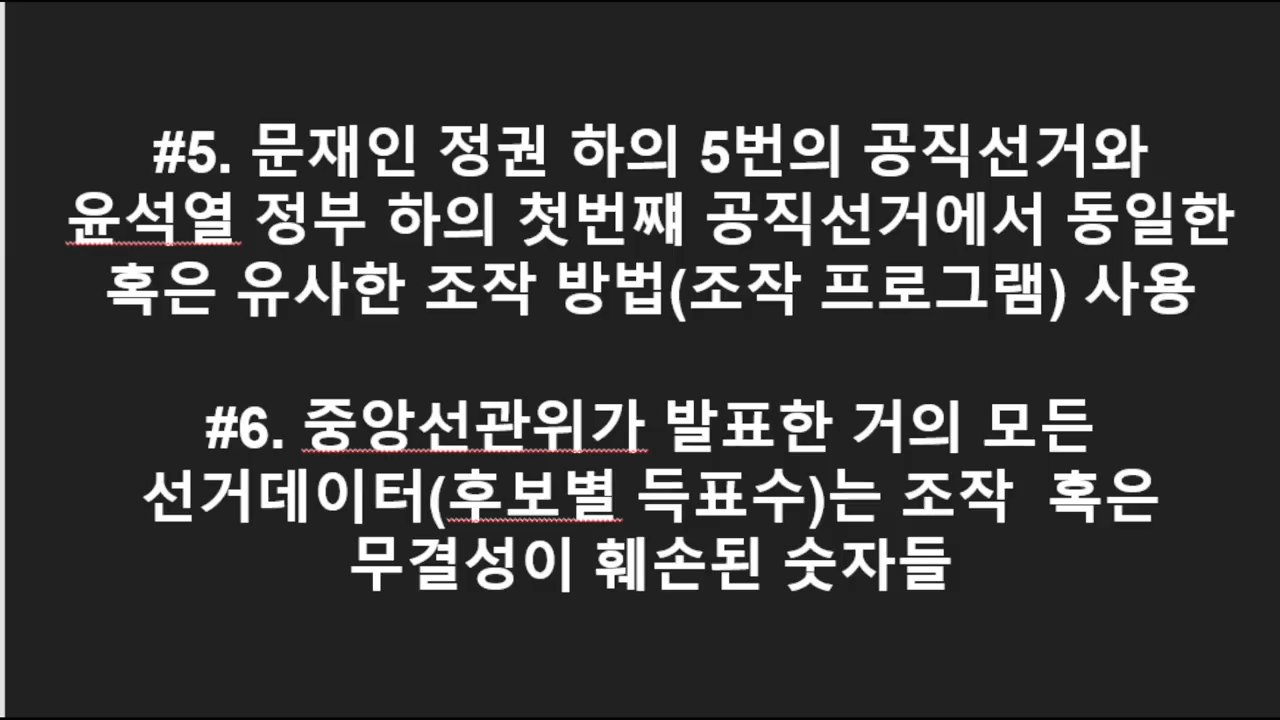 #5. 문재인 정권 하의 5번의 공직선거와
윤석열 정부 하의 첫번쨰 공직선거에서 동일한
혹은 유사한 조작 방법(조작 프로그램) 사용
#6. 중앙선관위가 발표한 거의 모든
선거데이터(후보별 득표수)는 조작 혹은
무결성이 훼손된 숫자들